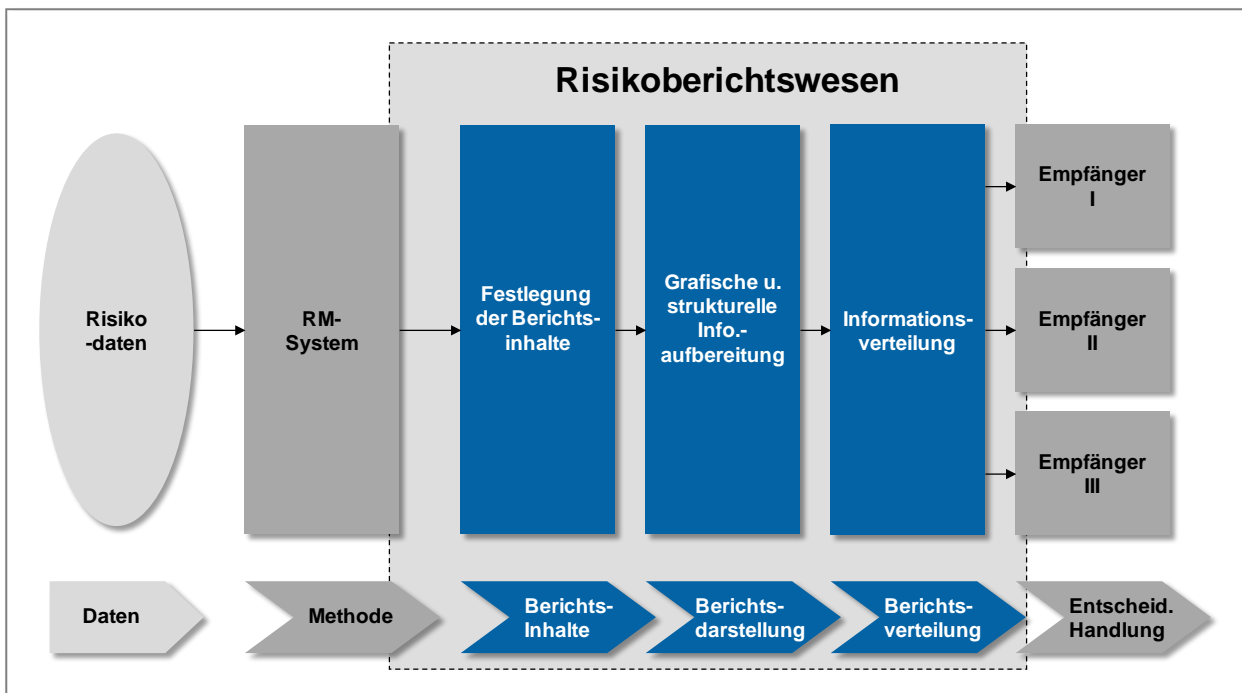 Risikoberichtswesen
Risiko
-daten
RM-
System
Festlegung
der Berichts-
inhalte
Grafische u.
strukturelle
Info.-
aufbereitung
Informations-
verteilung
Empfänger
I
Empfänger
II
Empfänger
III
Daten
Methode
Berichts-
Inhalte
Berichts-
darstellung
Berichts-
verteilung
Entscheid.
Handlung